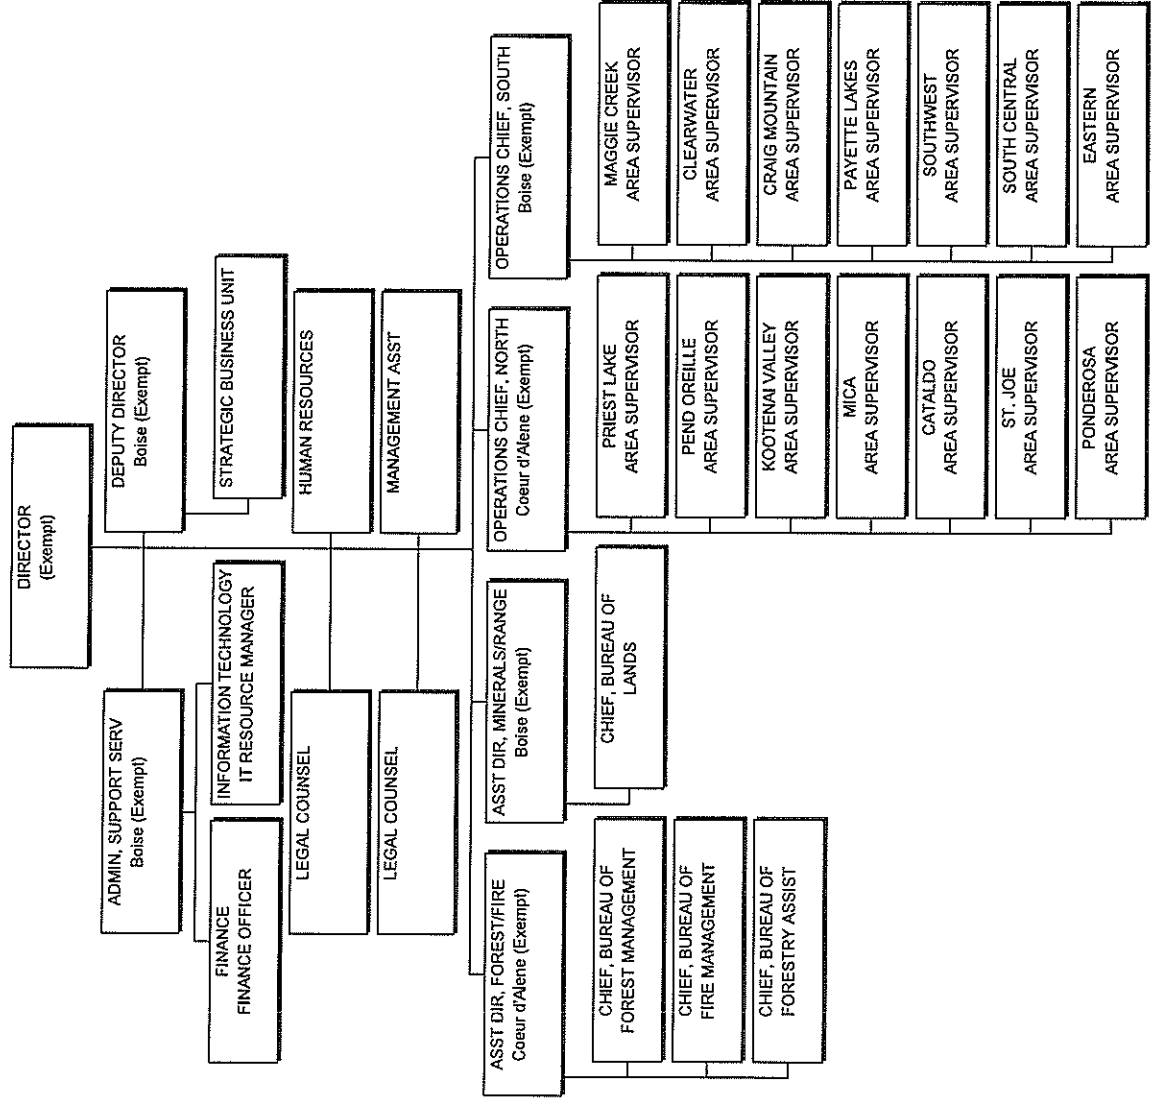 DIRECTOR
(Exempt)
ADMIN, SUPPORT SERV
Boise (Exempt)
DEPUTY DIRECTOR
Boise (Exempt)
FINANCE
FINANCE OFFICER
INFORMATION TECHNOLOGY
IT RESOURCE MANAGER
STRATEGIC BUSINESS UNIT
LEGAL COUNSEL
HUMAN RESOURCES
LEGAL COUNSEL
MANAGEMENT ASST
ASST DIR, FOREST/FIRE
Coeur d'Alene (Exempt)
CHIEF, BUREAU OF
FOREST MANAGEMENT
CHIEF, BUREAU OF
FIRE MANAGEMENT
CHIEF, BUREAU OF
FORESTRY ASSIST
ASST DIR, MINERALS/RANGE
Boise (Exempt)
CHIEF, BUREAU OF
LANDS
OPERATIONS CHIEF, NORTH
Coeur d'Alene (Exempt)
PRIEST LAKE
AREA SUPERVISOR
PEND OREILLE
AREA SUPERVISOR
KOOTENAI VALLEY
AREA SUPERVISOR
MICA
AREA SUPERVISOR
CATALDO
AREA SUPERVISOR
ST. JOE
AREA SUPERVISOR
PONDEROSA
AREA SUPERVISOR
OPERATIONS CHIEF, SOUTH
Boise (Exempt)
MAGGIE CREEK
AREA SUPERVISOR
CLEARWATER
AREA SUPERVISOR
CRAIG MOUNTAIN
AREA SUPERVISOR
PAYETTE LAKES
AREA SUPERVISOR
SOUTHWEST
AREA SUPERVISOR
SOUTH CENTRAL
AREA SUPERVISOR
EASTERN
AREA SUPERVISOR